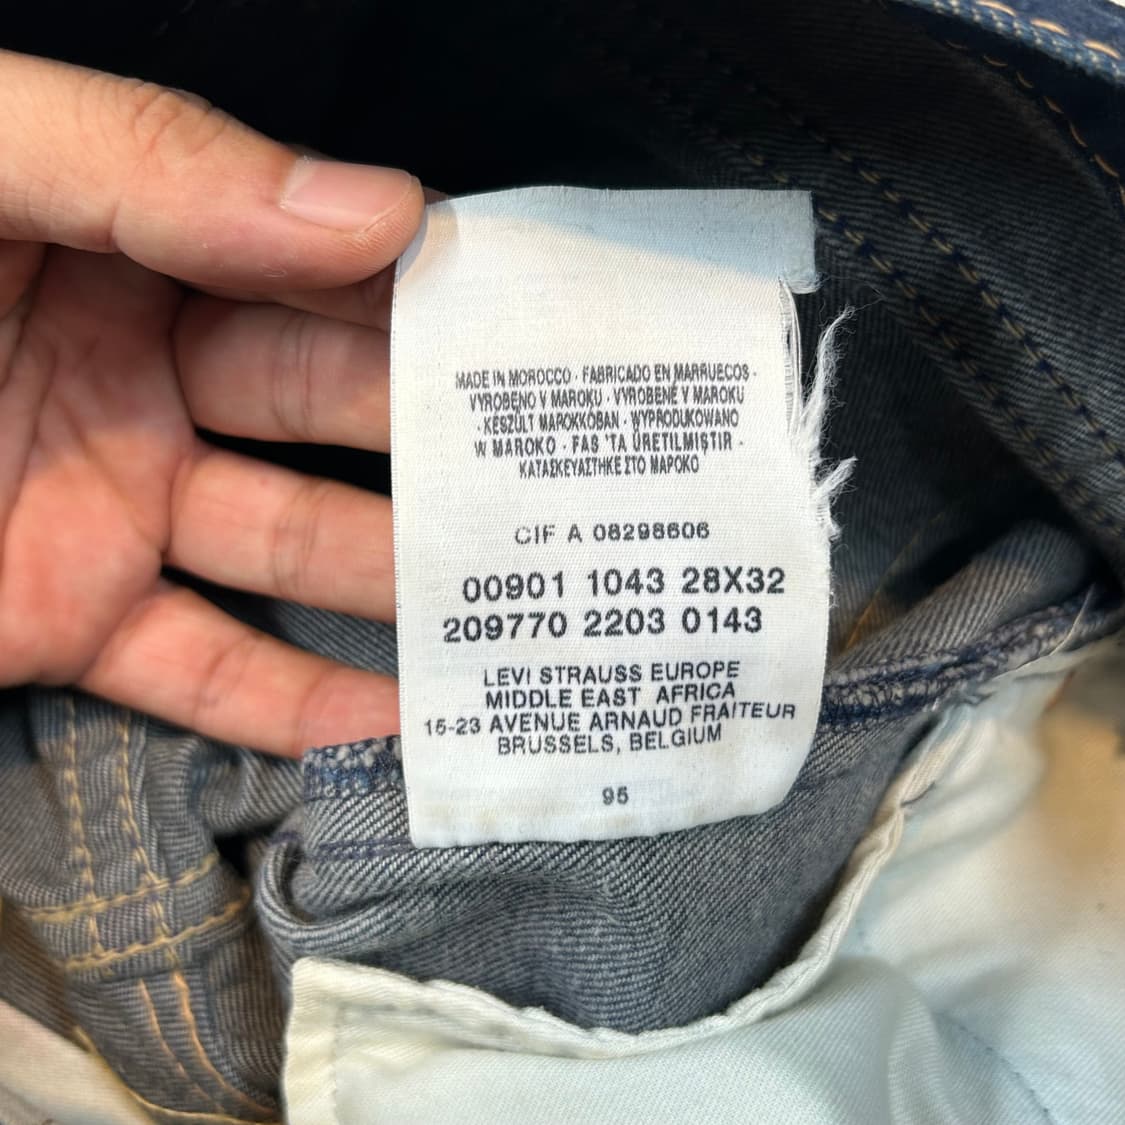 MADE IN MOROCCO · FABRICADO EN MARRUECOS ·
VYROBENO V MAROKU · VYROBENÉ V MAROKU
· KÉSZÜLT MAROKKÓBAN · WYPRODUKOWANO
W MAROKO · FAS 'TA ÜRETILMISTIR ·
ΚΑΤΑΣΚΕΥΑΣΤΗΚΕ ΣΤΟ ΜΑΡΟΚΟ
CIF A 08298606
00901 1043 28X32
209770 2203 0143
LEVI STRAUSS EUROPE
MIDDLE EAST AFRICA
15-23 AVENUE ARNAUD FRAITEUR
BRUSSELS, BELGIUM
95